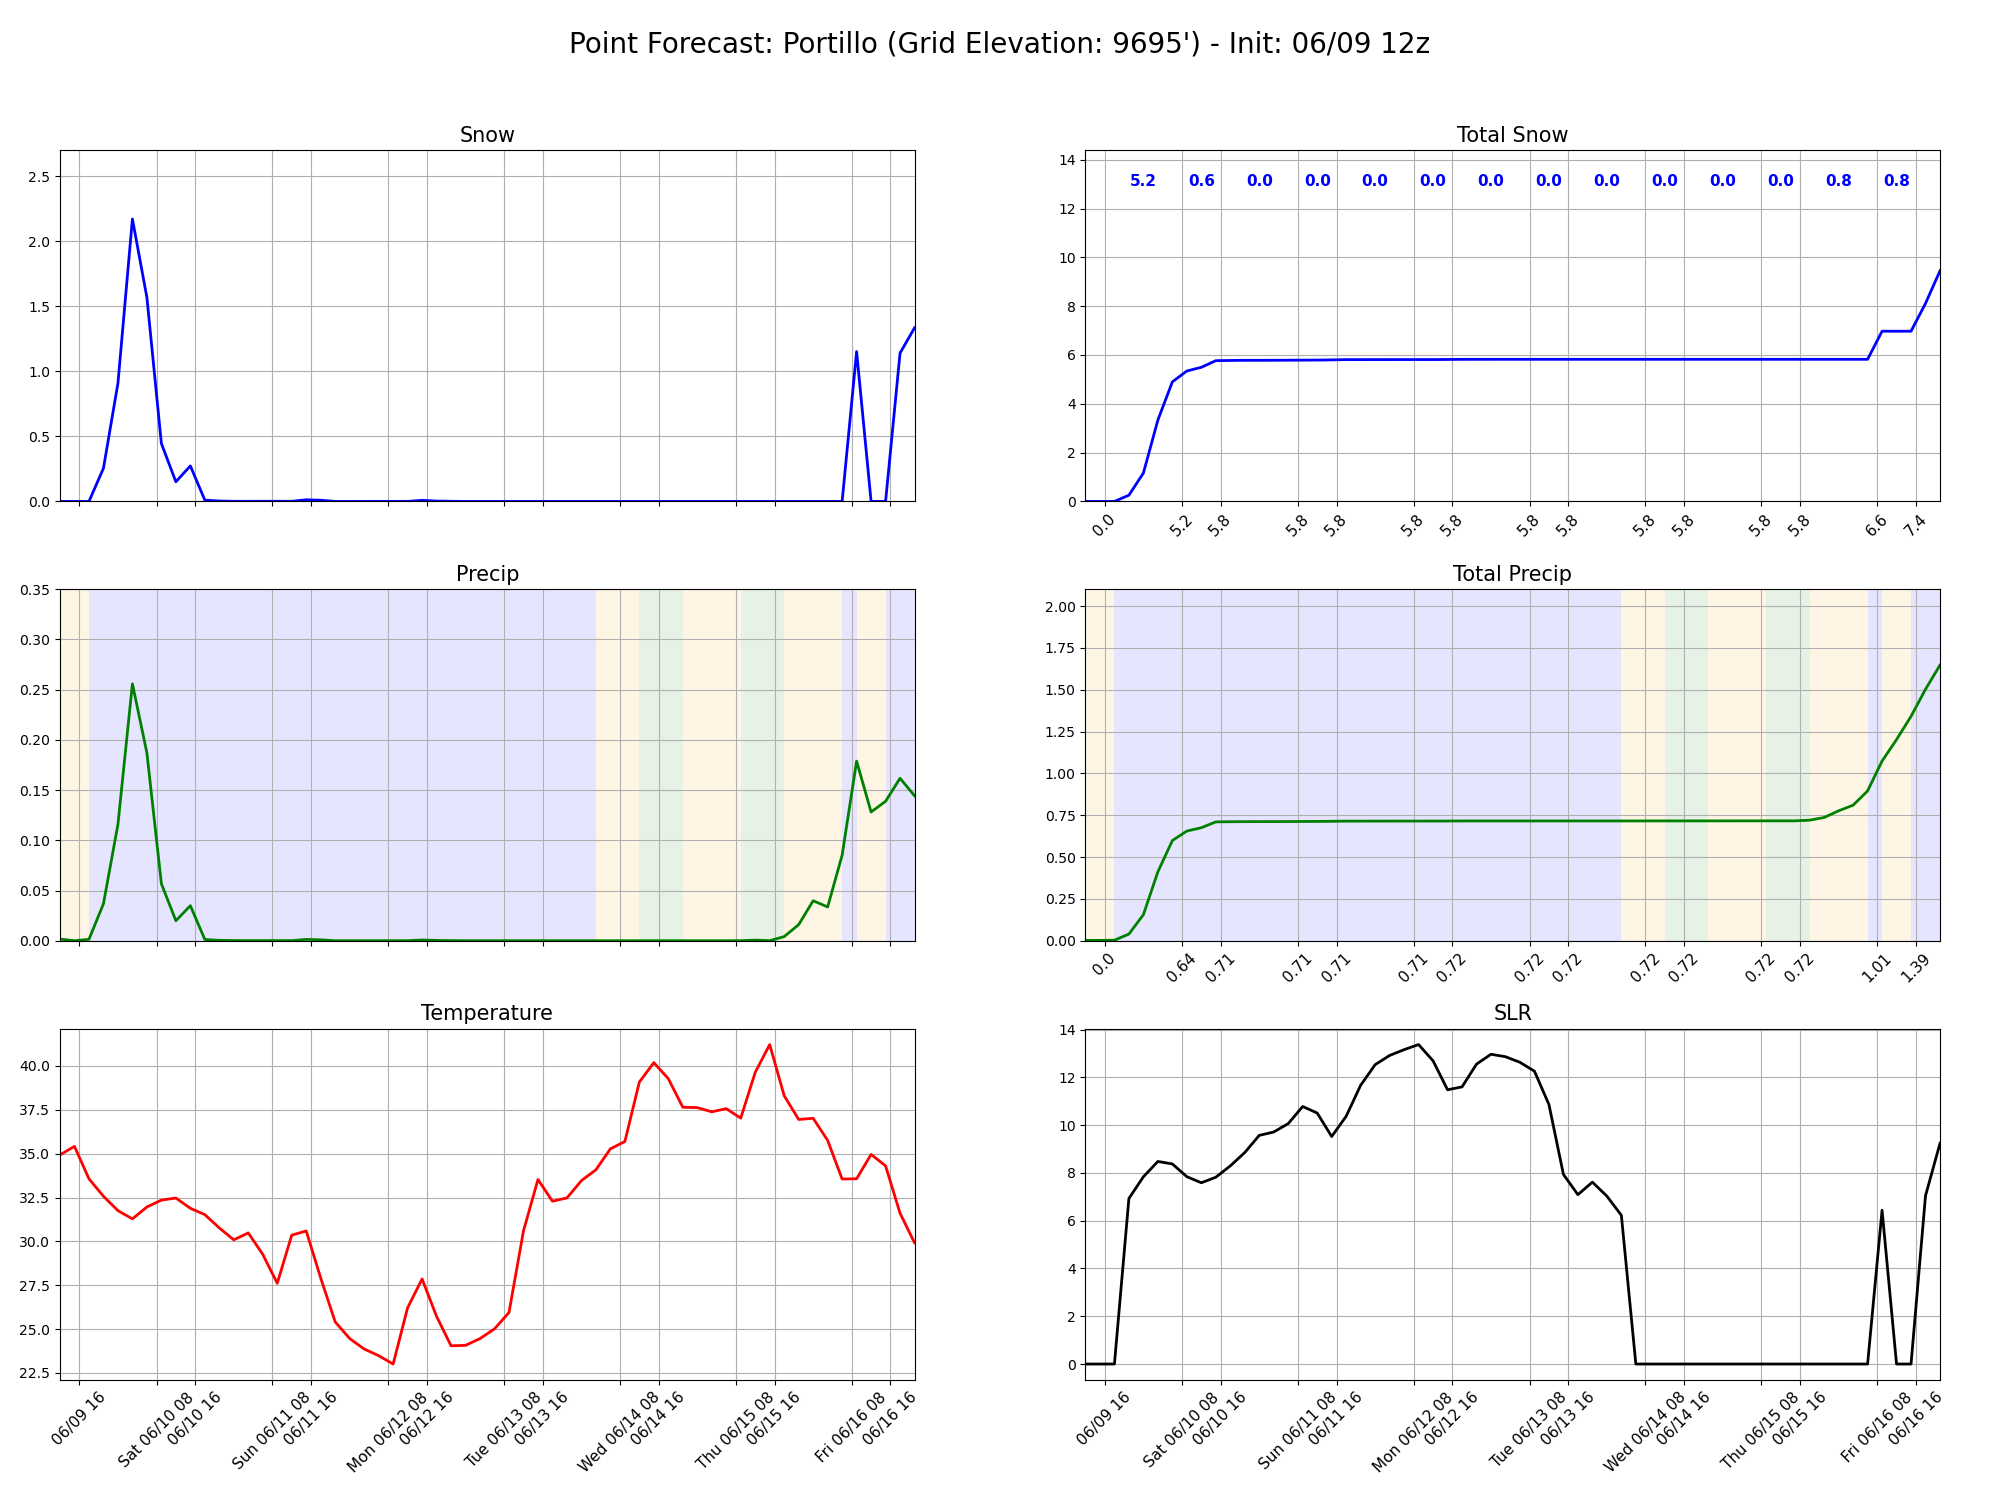 Point Forecast: Portillo (Grid Elevation: 9695') - Init: 06/09 12z
Snow
2.5
2.0
1.5
1.0
0.5
0.0
Total Snow
14
12
10
8
6
4
2
0
5.2 0.6 0.0 0.0 0.0 0.0 0.0 0.0 0.0 0.0 0.0 0.0 0.8 0.8
0.0 5.2 5.8 5.8 5.8 5.8 5.8 5.8 5.8 5.8 5.8 5.8 5.8 6.6 7.4
Precip
0.35
0.30
0.25
0.20
0.15
0.10
0.05
0.00
Total Precip
2.00
1.75
1.50
1.25
1.00
0.75
0.50
0.25
0.00
0.0 0.64 0.71 0.71 0.71 0.71 0.72 0.72 0.72 0.72 0.72 0.72 0.72 1.01 1.39
Temperature
40.0
37.5
35.0
32.5
30.0
27.5
25.0
22.5
06/09 16
Sat 06/10 08
06/10 16
Sun 06/11 08
06/11 16
Mon 06/12 08
06/12 16
Tue 06/13 08
06/13 16
Wed 06/14 08
06/14 16
Thu 06/15 08
06/15 16
Fri 06/16 08
06/16 16
SLR
14
12
10
8
6
4
2
0
06/09 16
Sat 06/10 08
06/10 16
Sun 06/11 08
06/11 16
Mon 06/12 08
06/12 16
Tue 06/13 08
06/13 16
Wed 06/14 08
06/14 16
Thu 06/15 08
06/15 16
Fri 06/16 08
06/16 16